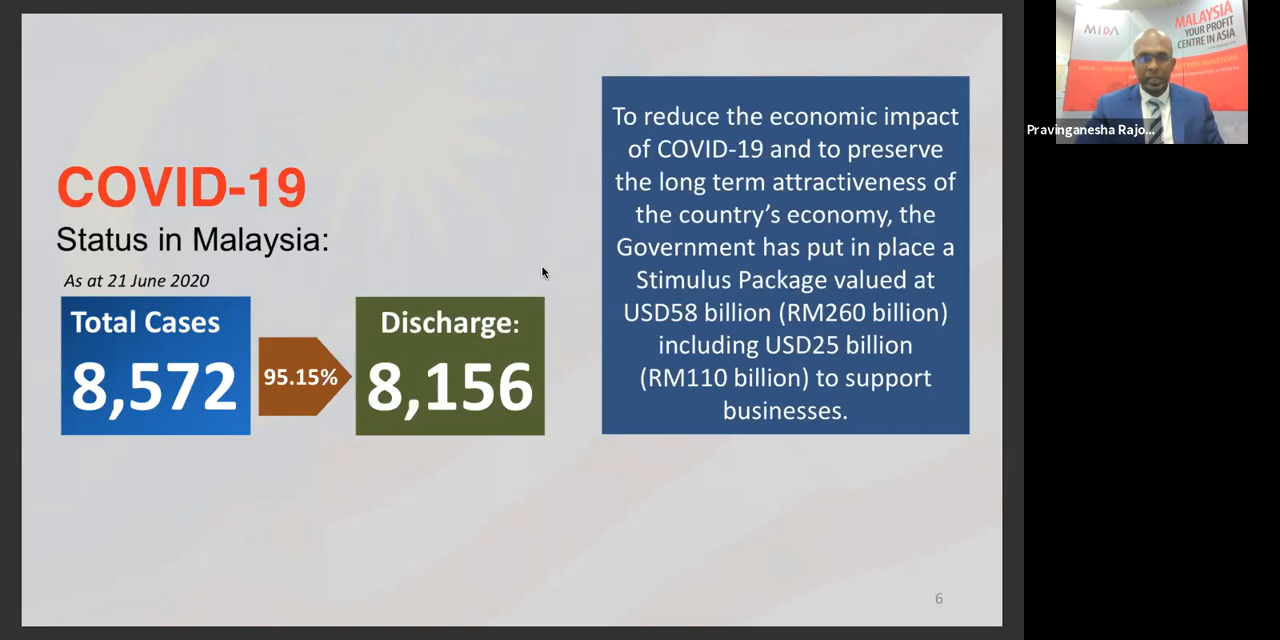 COVID-19
Status in Malaysia:
As at 21 June 2020
Total Cases
8,572
95.15%
Discharge:
8,156
To reduce the economic impact
of COVID-19 and to preserve
the long term attractiveness of
the country’s economy, the
Government has put in place a
Stimulus Package valued at
USD58 billion (RM260 billion)
including USD25 billion
(RM110 billion) to support
businesses.
6
MIDA
MALAYSIA
YOUR PROFIT
CENTRE IN ASIA
Pravinganesha Rajo...